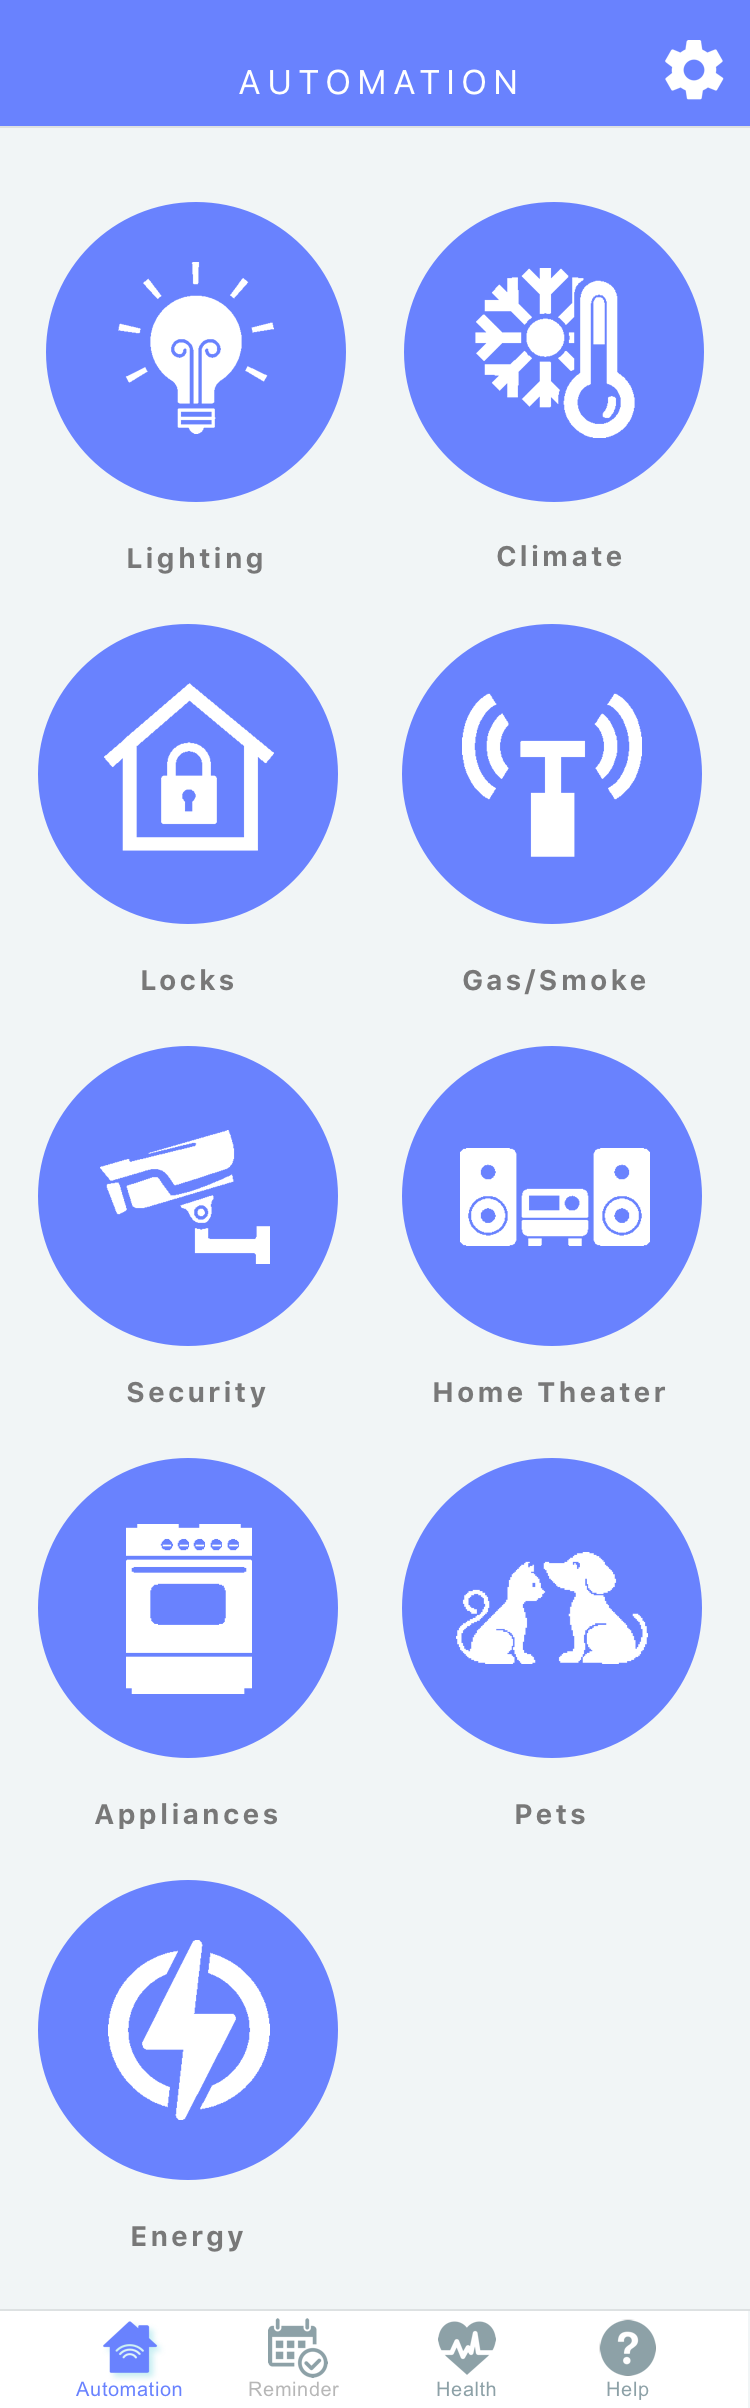 AUTOMATION
Lighting
Climate
Locks
Gas/Smoke
Security
Home Theater
Appliances
Pets
Energy
Automation
Reminder
Health
?
Help